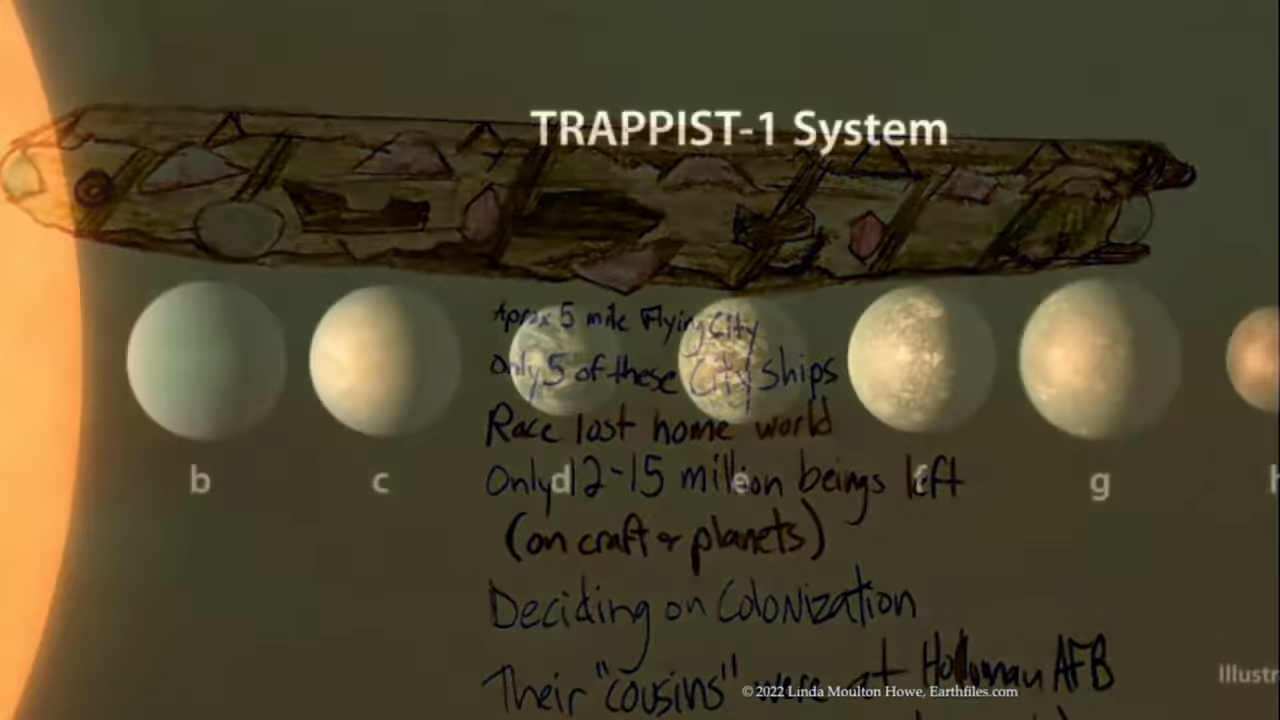 TRAPPIST-1 System
Aprox 5 mile Flying City
Only 5 of these City ships
Race lost home world
b c d e f g h
Only 12-15 million beings left
(on craft & planets)
Deciding on Colonization
Their "cousins" were at Holloman AFB
© 2022 Linda Moulton Howe, Earthfiles.com